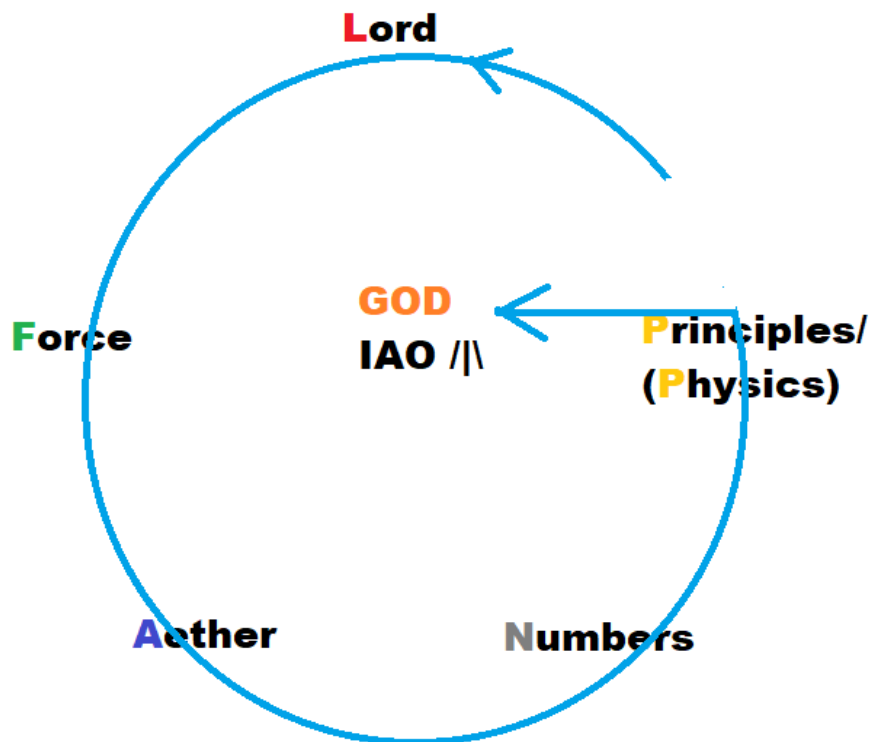 Lord
GOD
IAO /|\
Force
Principles/
(Physics)
Aether
Numbers